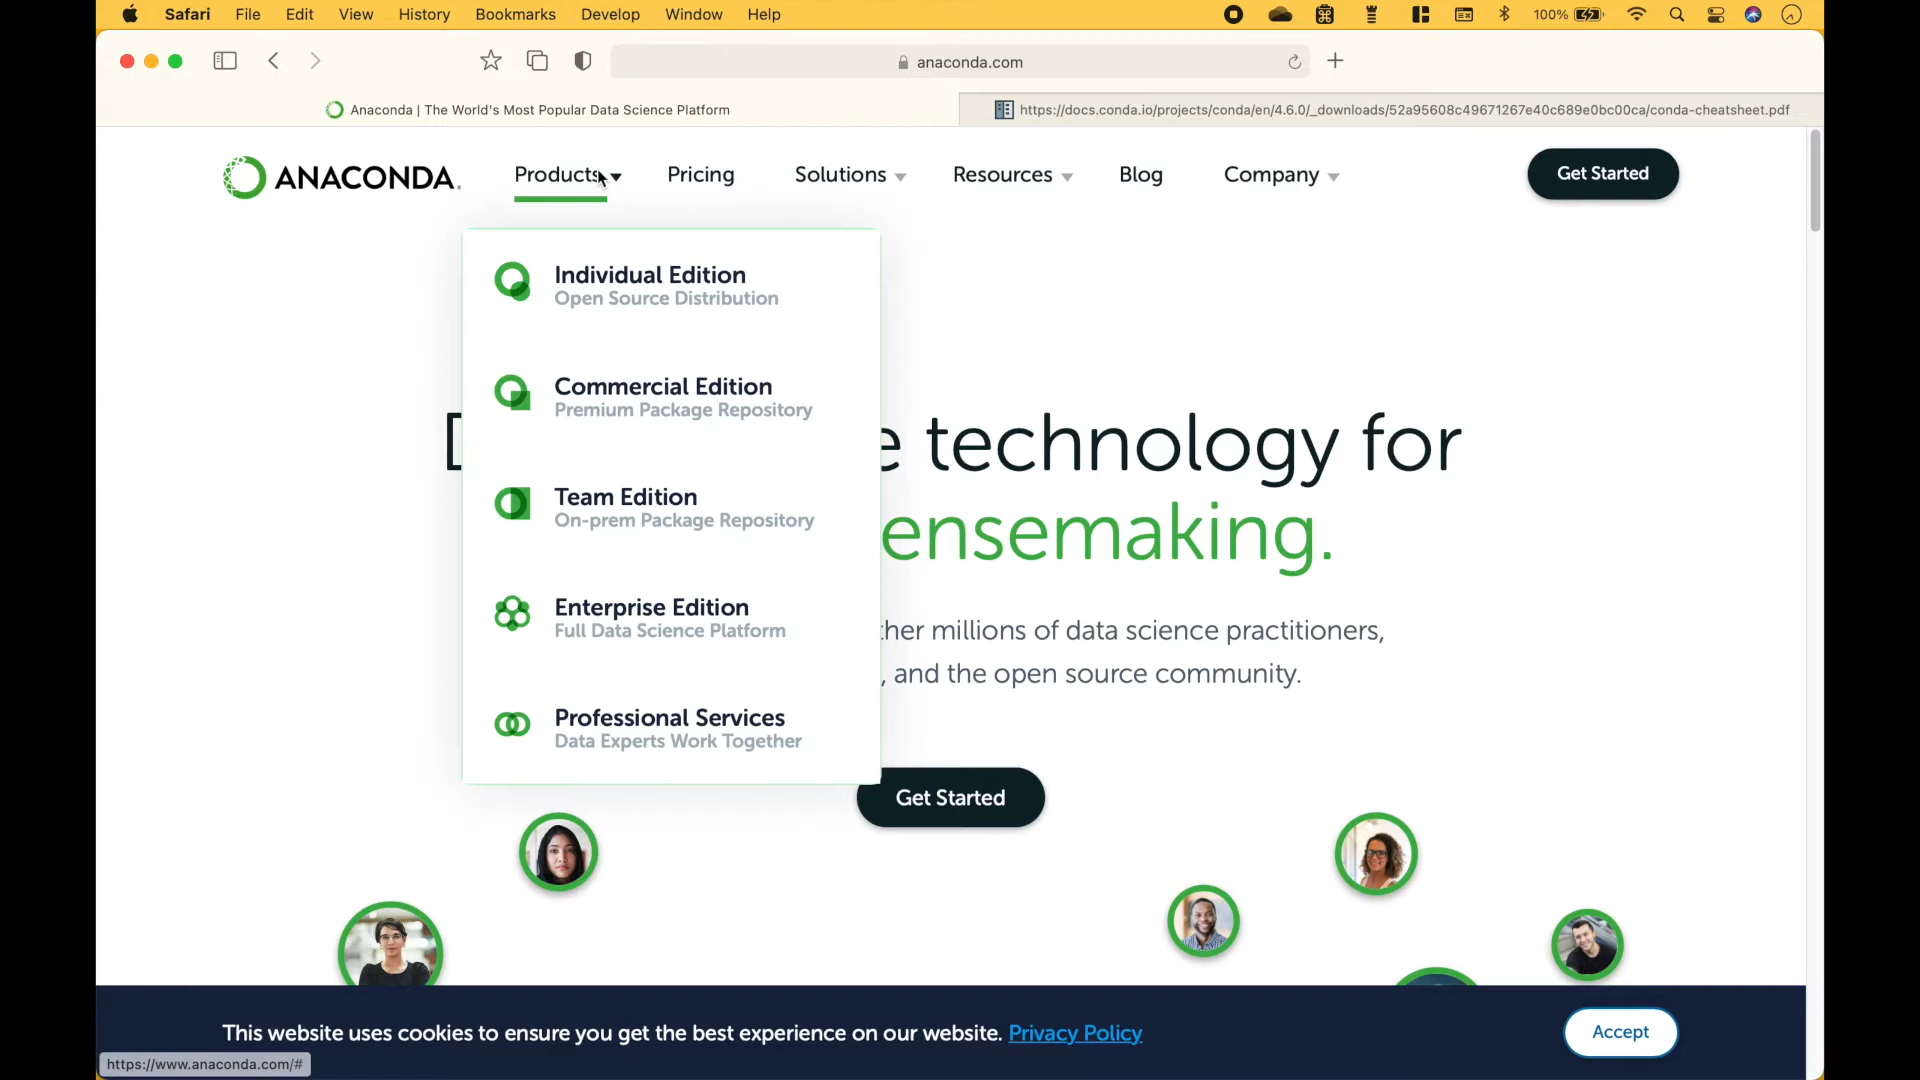 Safari File Edit View History Bookmarks Develop Window Help 100%
anaconda.com
Anaconda | The World's Most Popular Data Science Platform
https://docs.conda.io/projects/conda/en/4.6.0/_downloads/52a95608c49671267e40c689e0bc00ca/conda-cheatsheet.pdf
ANACONDA.
Products Pricing Solutions Resources Blog Company Get Started
Individual Edition
Open Source Distribution
Commercial Edition
Premium Package Repository
Team Edition
On-prem Package Repository
Enterprise Edition
Full Data Science Platform
Professional Services
Data Experts Work Together
technology for
ensemaking.
millions of data science practitioners,
, and the open source community.
Get Started
This website uses cookies to ensure you get the best experience on our website. Privacy Policy
Accept
https://www.anaconda.com/#